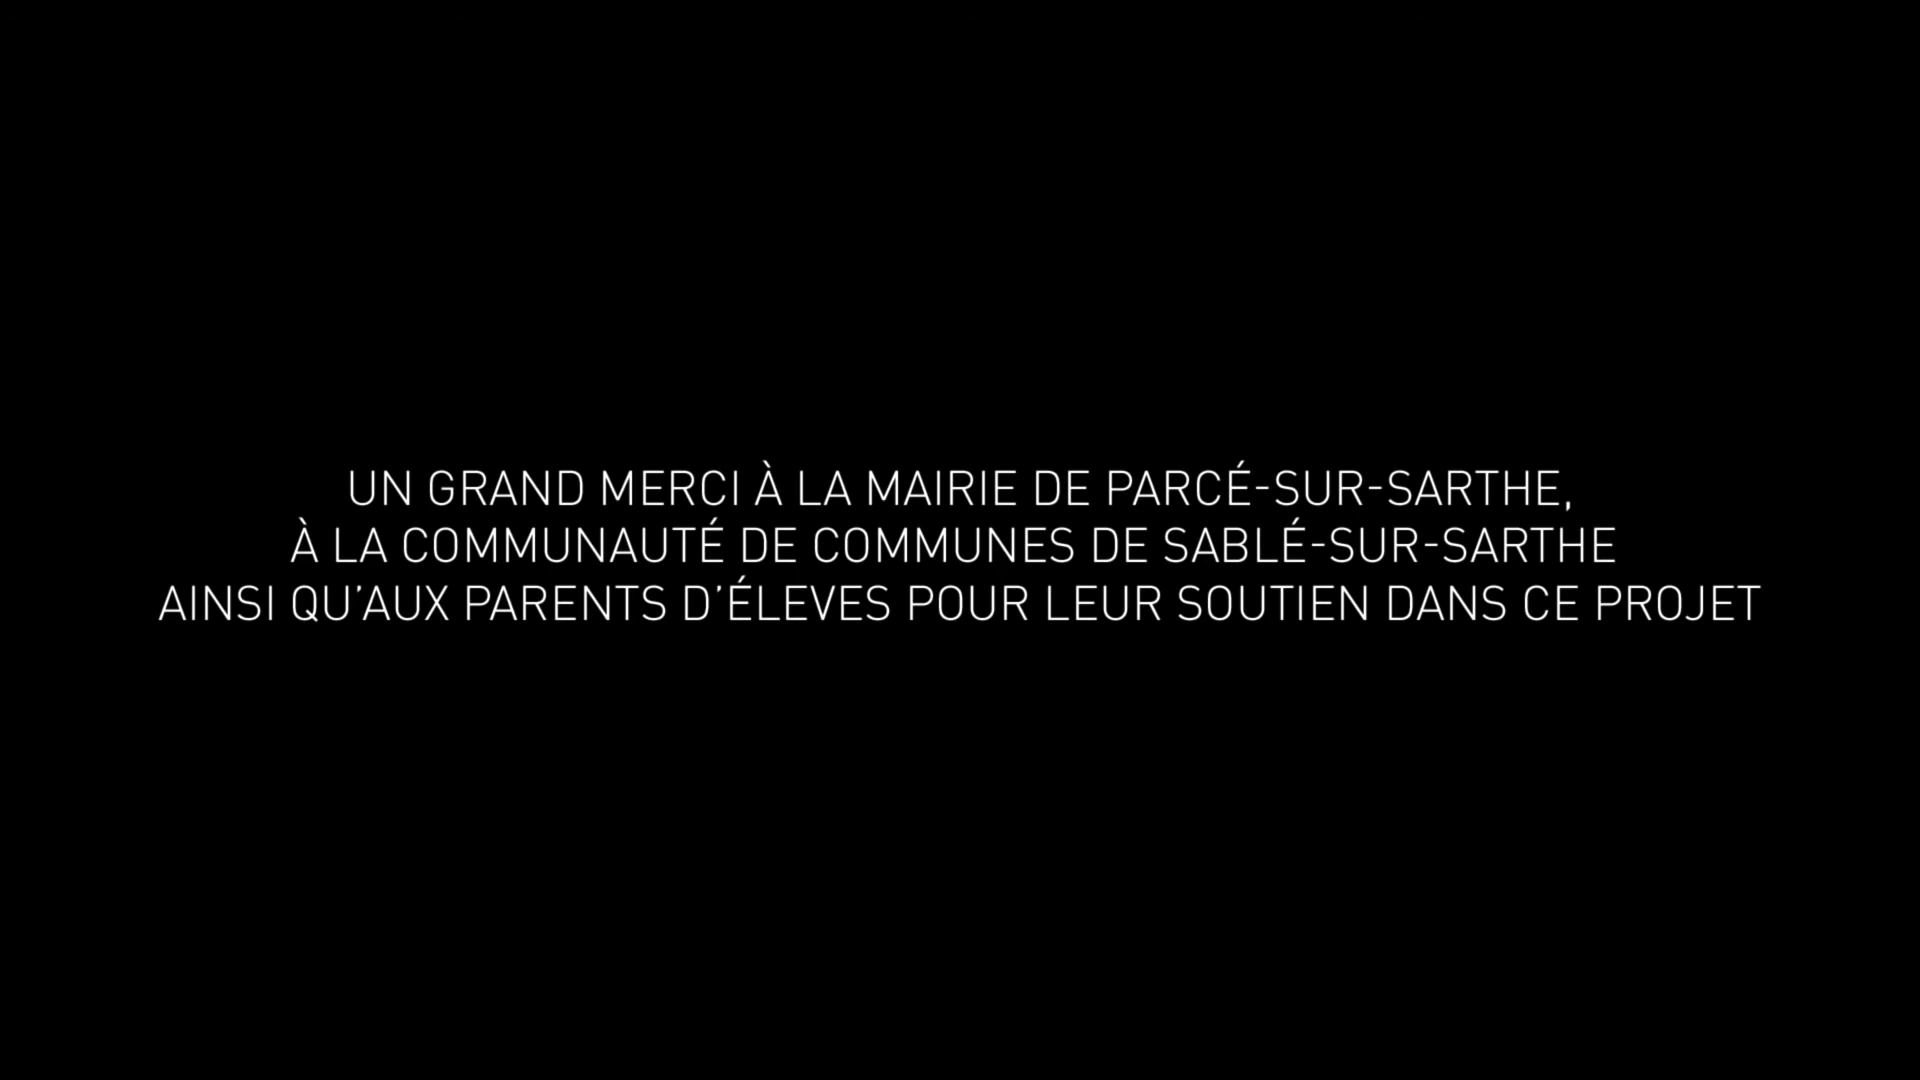 UN GRAND MERCI À LA MAIRIE DE PARCÉ-SUR-SARTHE,
À LA COMMUNAUTÉ DE COMMUNES DE SABLÉ-SUR-SARTHE
AINSI QU’AUX PARENTS D’ÉLEVES POUR LEUR SOUTIEN DANS CE PROJET